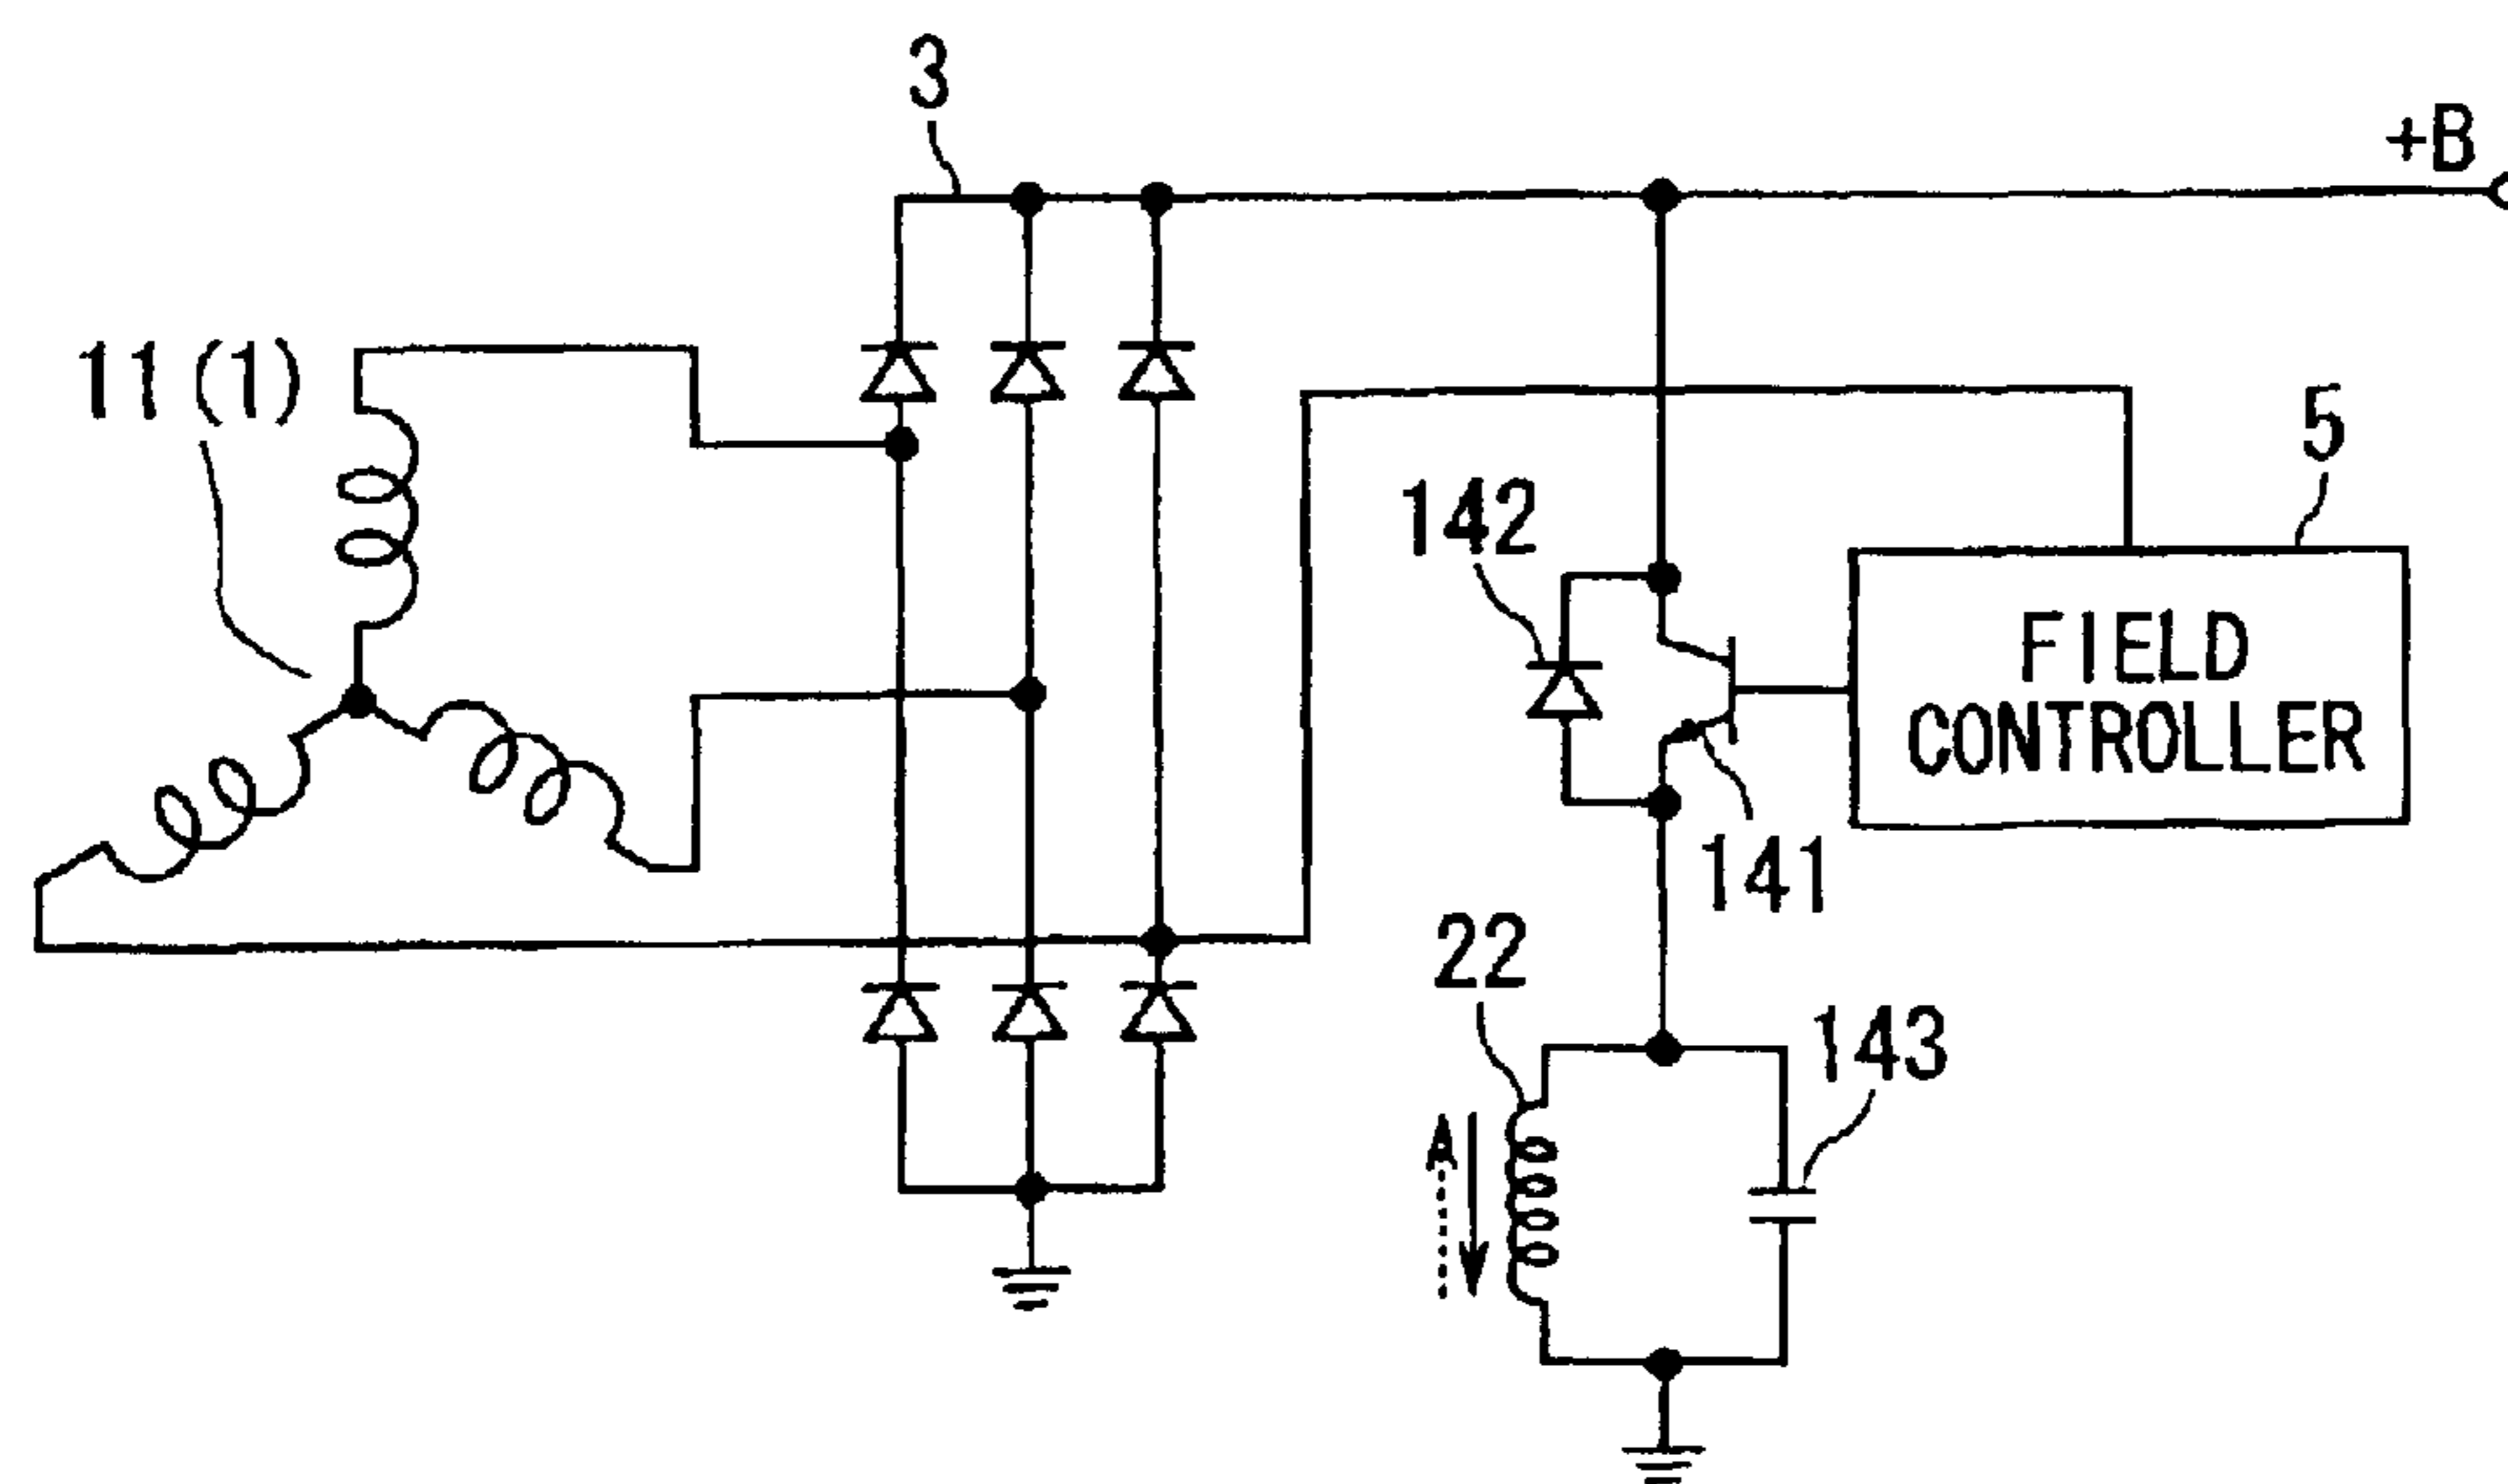 3
+B
11(1)
5
142
FIELD
CONTROLLER
141
22
143
A